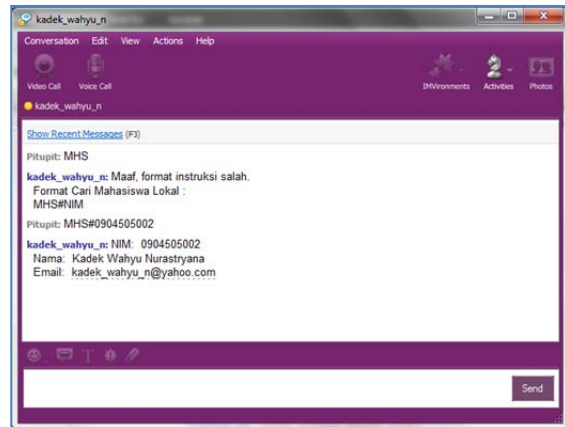 kadek_wahyu_n
Conversation Edit View Actions Help
Video Call Voice Call IMVironments Activities Photos
kadek_wahyu_n
Show Recent Messages (F3)
Pitupit: MHS
kadek_wahyu_n: Maaf, format instruksi salah.
Format Cari Mahasiswa Lokal :
MHS#NIM
Pitupit: MHS#0904505002
kadek_wahyu_n: NIM: 0904505002
Nama: Kadek Wahyu Nurastryana
Email: kadek_wahyu_n@yahoo.com
Send